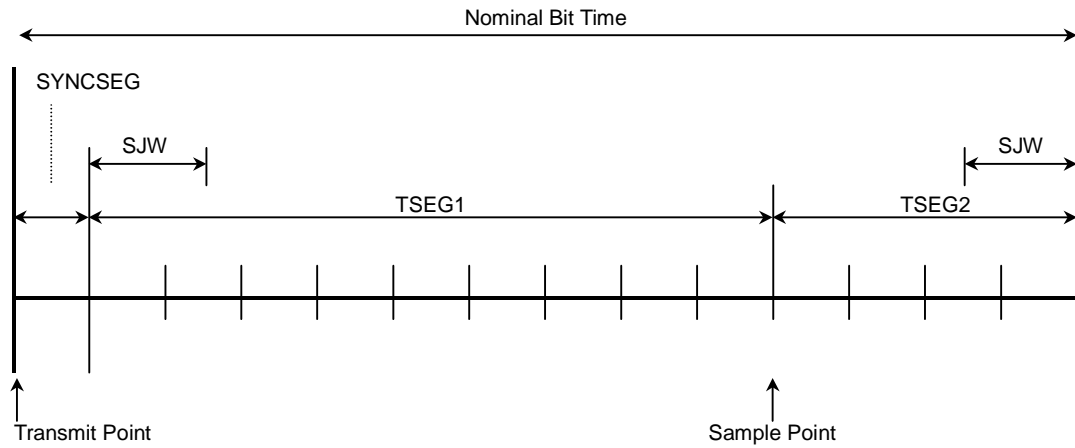 Nominal Bit Time
SYNCSEG
SJW
SJW
TSEG1
TSEG2
Transmit Point
Sample Point